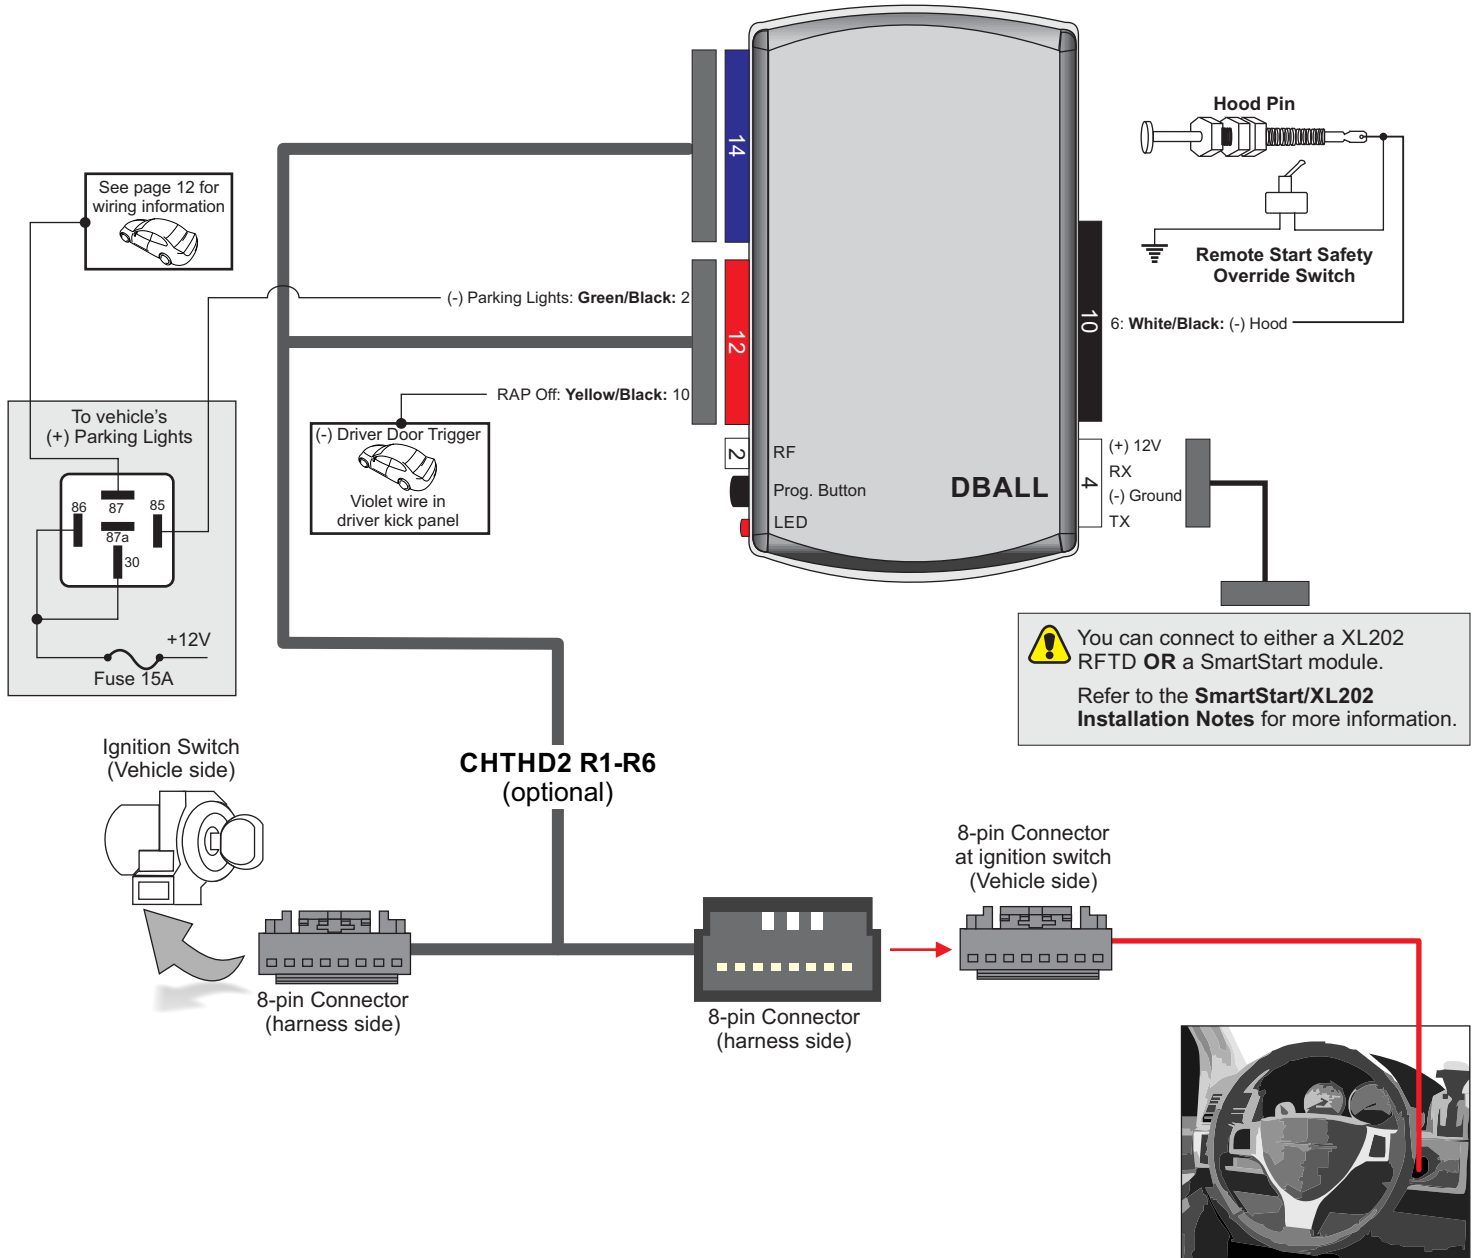 14
Hood Pin
See page 12 for
wiring information
Remote Start Safety
Override Switch
(-) Parking Lights: Green/Black: 2
12
10
6: White/Black: (-) Hood
RAP Off: Yellow/Black: 10
To vehicle's
(+) Parking Lights
(-) Driver Door Trigger
Violet wire in
driver kick panel
2
RF
Prog. Button
LED
DBALL
4
(+) 12V
RX
(-) Ground
TX
86
87
85
87a
30
+12V
Fuse 15A
You can connect to either a XL202
RFTD OR a SmartStart module.
Refer to the SmartStart/XL202
Installation Notes for more information.
Ignition Switch
(Vehicle side)
CHTHD2 R1-R6
(optional)
8-pin Connector
at ignition switch
(Vehicle side)
8-pin Connector
(harness side)
8-pin Connector
(harness side)